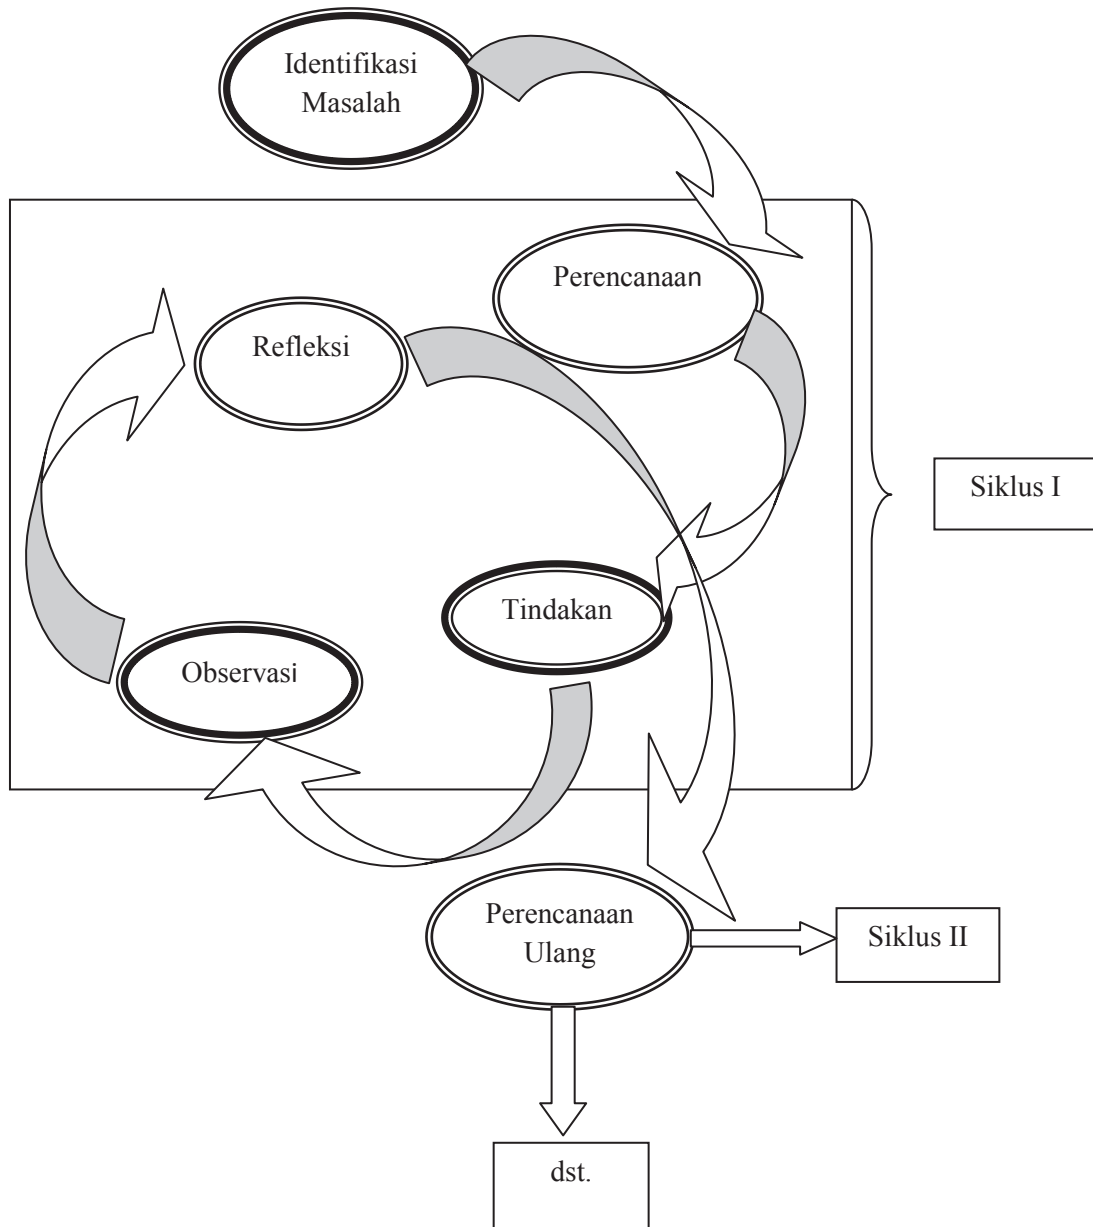 Identifikasi
Masalah
Perencanaan
Refleksi
Siklus I
Tindakan
Observasi
Perencanaan
Ulang
Siklus II
dst.